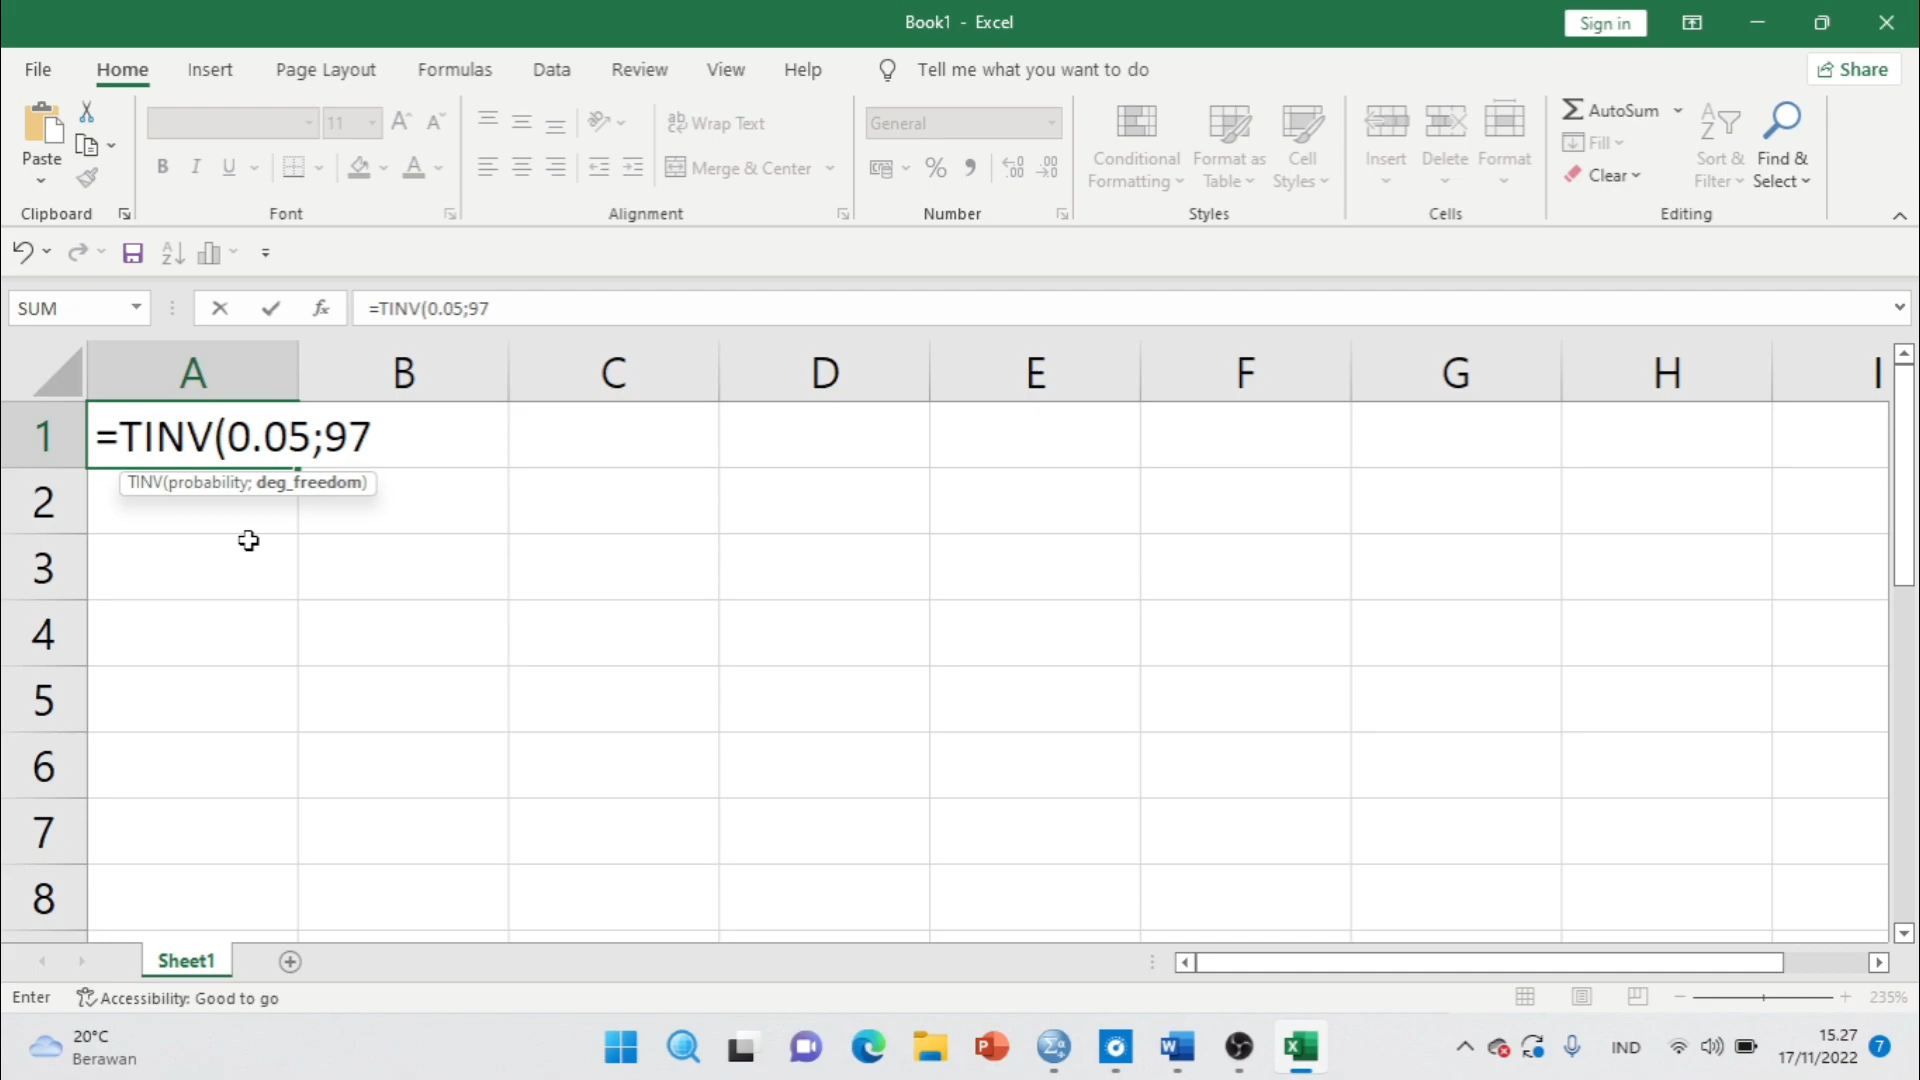 Book1 - Excel
Sign in
File Home Insert Page Layout Formulas Data Review View Help Tell me what you want to do Share
Paste
11
B I U
A
Wrap Text
Merge & Center
General
% 
Conditional Formatting
Format as Table
Cell Styles
Insert Delete Format
AutoSum
Fill
Clear
Sort & Filter
Find & Select
Clipboard Font Alignment Number Styles Cells Editing
SUM fx =TINV(0.05;97
A B C D E F G H I
1 =TINV(0.05;97
TINV(probability; deg_freedom)
2
3
4
5
6
7
8
Sheet1
Enter Accessibility: Good to go 235%
20°C
Berawan
IND
15.27
17/11/2022
7